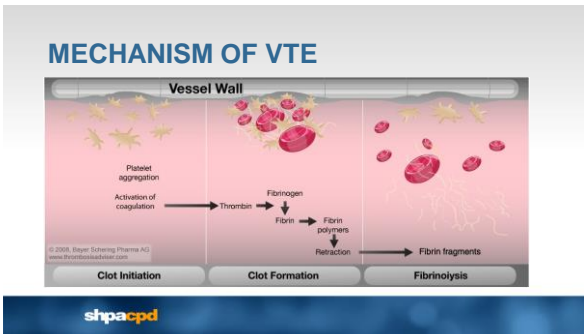 MECHANISM OF VTE
Vessel Wall
Platelet
aggregation
Activation of
coagulation
Thrombin
Fibrinogen
Fibrin
Fibrin
polymers
Retraction
Fibrin fragments
© 2008, Bayer Schering Pharma AG
www.thrombosisadviser.com
Clot Initiation
Clot Formation
Fibrinolysis
shpacpd